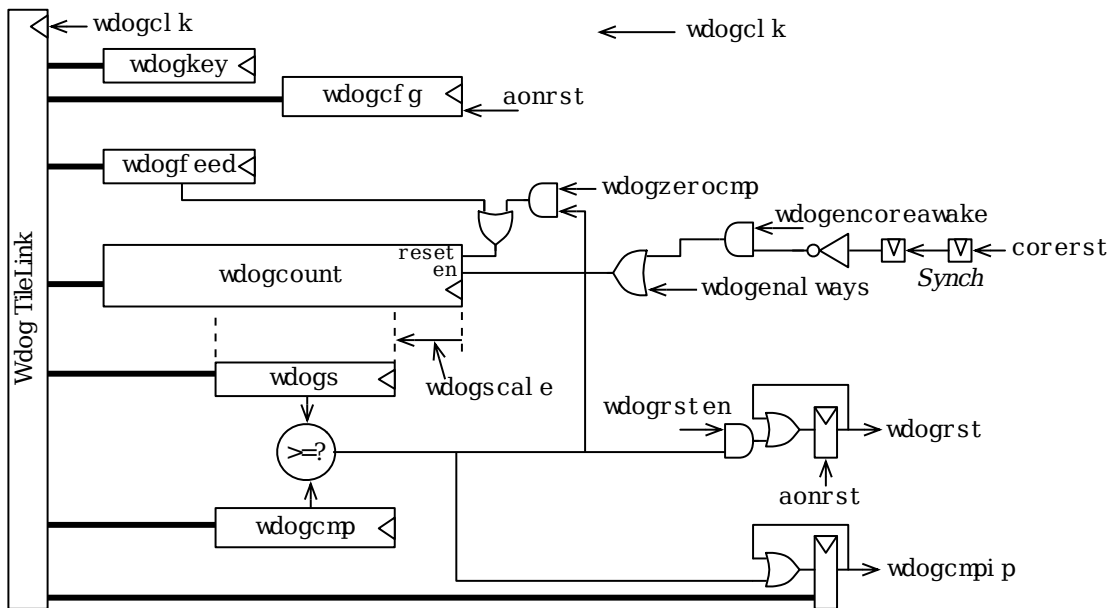 wdogclk
wdogclk
wdogkey
wdogcfg
aonrst
wdogfeed
wdogzerocmp
wdogencoreawake
corerst
Synch
V
V
reset
en
wdogcount
wdogenalways
Wdog TileLink
wdogs
wdogscale
wdogrsten
>=?
wdogrst
aonrst
wdogcmp
wdogcmpip